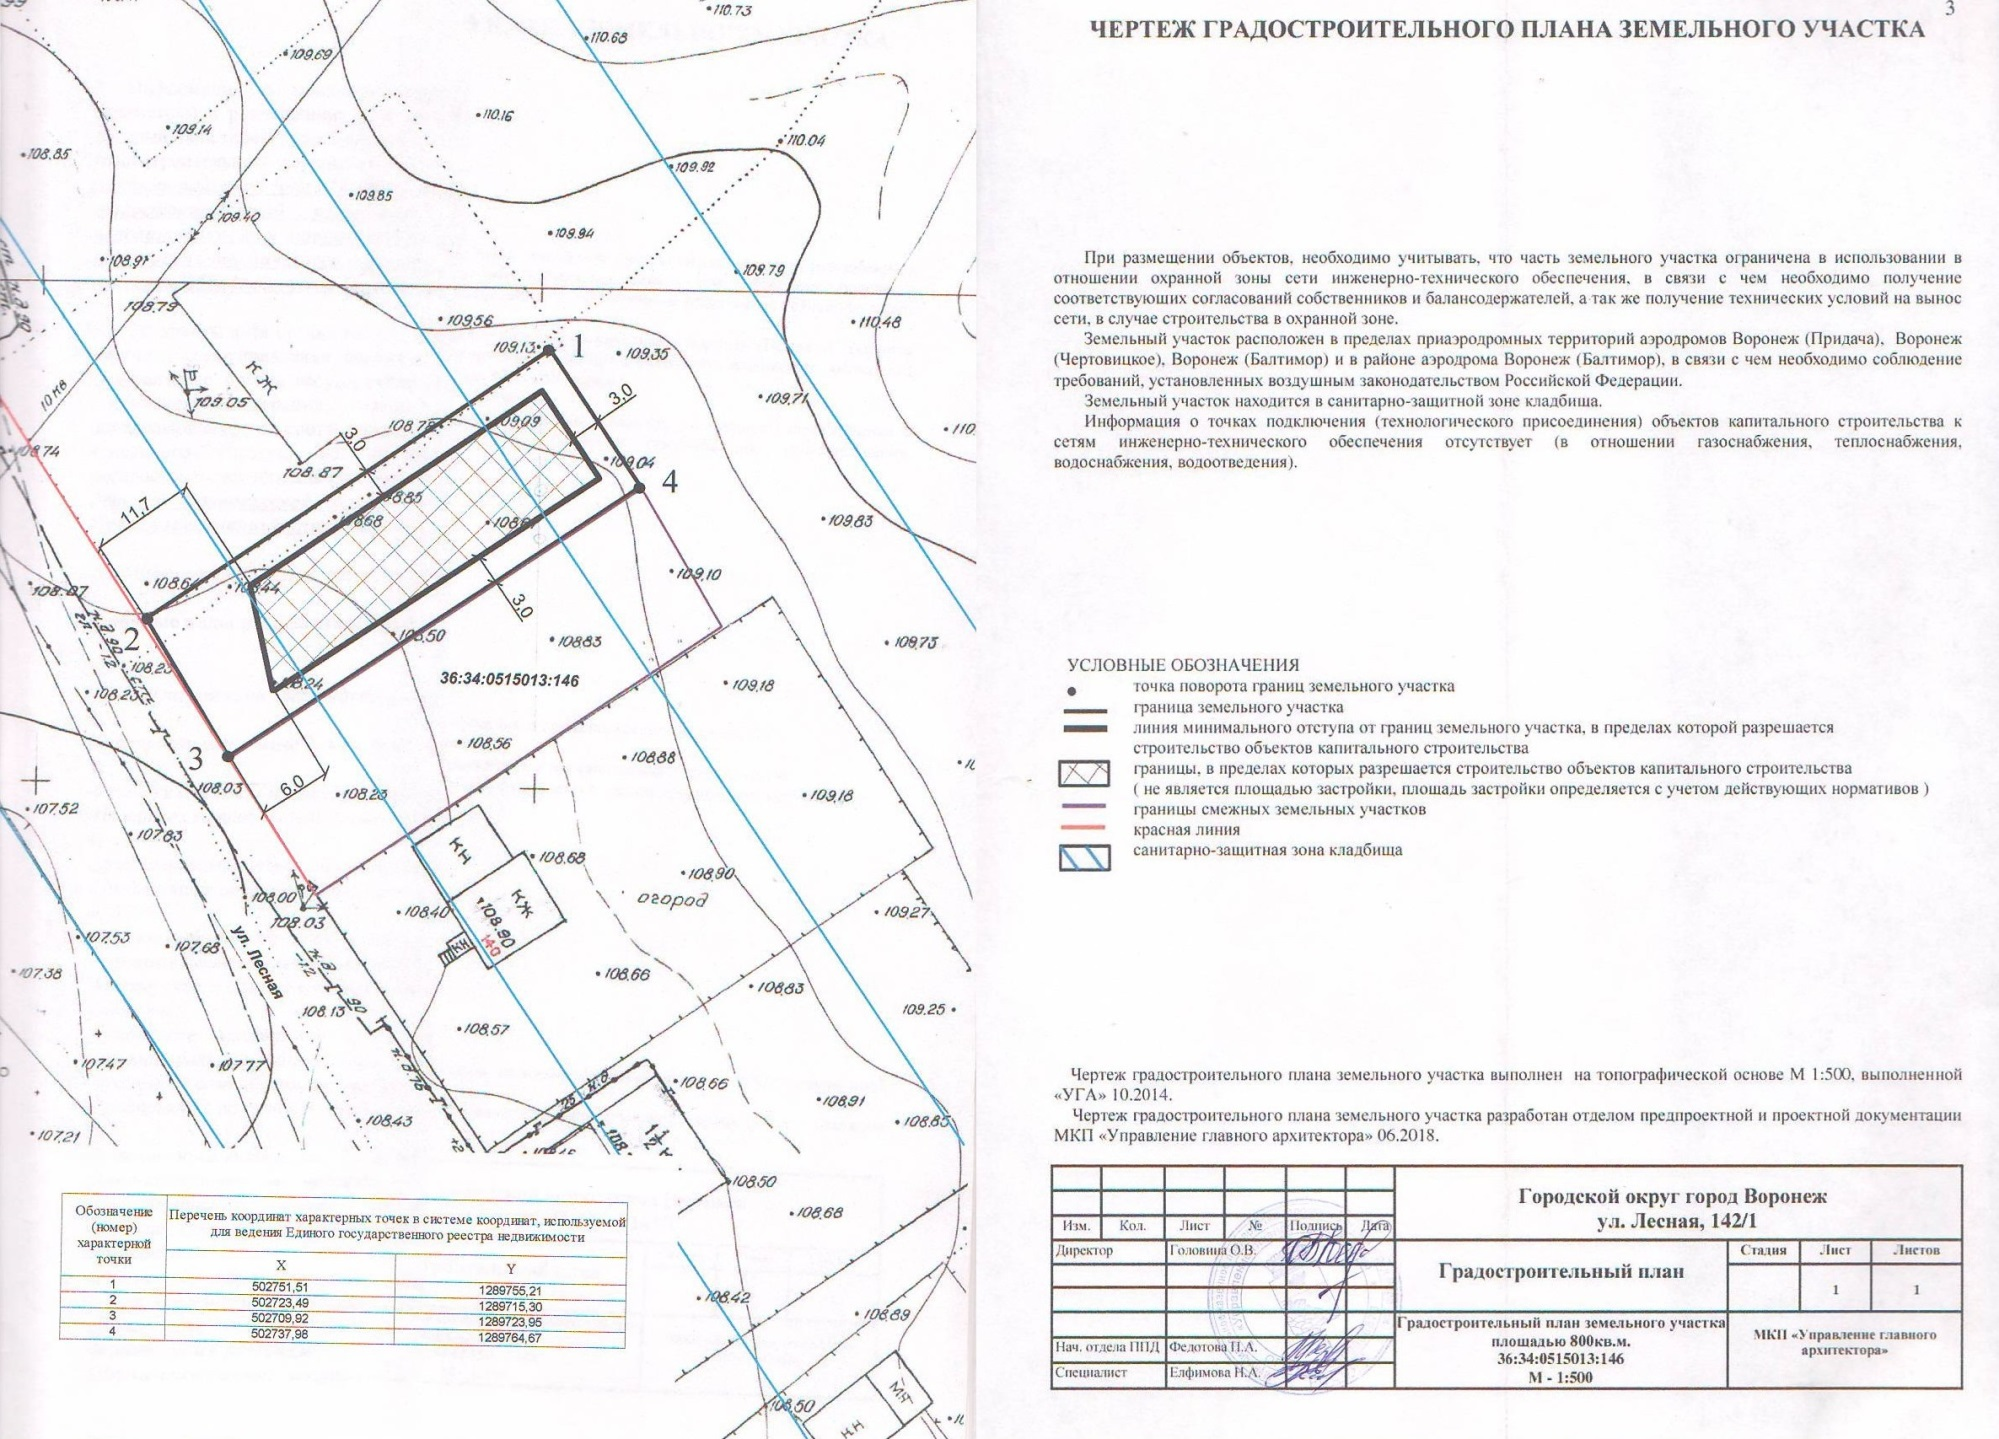 3
ЧЕРТЕЖ ГРАДОСТРОИТЕЛЬНОГО ПЛАНА ЗЕМЕЛЬНОГО УЧАСТКА
110.73
110.68
109.69
110.16
109.14
108.85
110.04
109.92
109.85
109.40
109.94
108.91
109.79
108.79
109.56
110.48
109.13
1
109.35
КЖ
10 кв
109.05
3,0
109.71
108.74
3,0
109.09
108.87
109.04
4
11,7
108.85
108.68
109.83
108.64
108.44
109.10
108.07
3,0
2
108.50
108.83
109.73
108.23
108.23
108.24
36:34:0515013:146
109.18
3
108.56
108.88
108.03
6,0
108.23
109.18
107.52
107.83
КН
108.68
108.90
КЖ
огород
108.00
108.03
108.40
108.90
140
109.27
КН
107.53
107.68
ул. Лесная
107.38
108.66
108.83
108.13
109.25
108.57
107.47
107.77
108.66
108.91
108.43
108.85
107.21
108.50
108.68
108.42
108.89
108.50
МН
КН
Обозначение
(номер)
характерной
точки
Перечень координат характерных точек в системе координат, используемой
для ведения Единого государственного реестра недвижимости
X Y
1 502751,51 1289755,21
2 502723,49 1289715,30
3 502709,92 1289723,95
4 502737,98 1289764,67
При размещении объектов, необходимо учитывать, что часть земельного участка ограничена в использовании в
отношении охранной зоны сети инженерно-технического обеспечения, в связи с чем необходимо получение
соответствующих согласований собственников и балансодержателей, а так же получение технических условий на вынос
сети, в случае строительства в охранной зоне.
Земельный участок расположен в пределах приаэродромных территорий аэродромов Воронеж (Придача), Воронеж
(Чертовицкое), Воронеж (Балтимор) и в районе аэродрома Воронеж (Балтимор), в связи с чем необходимо соблюдение
требований, установленных воздушным законодательством Российской Федерации.
Земельный участок находится в санитарно-защитной зоне кладбища.
Информация о точках подключения (технологического присоединения) объектов капитального строительства к
сетям инженерно-технического обеспечения отсутствует (в отношении газоснабжения, теплоснабжения,
водоснабжения, водоотведения).
УСЛОВНЫЕ ОБОЗНАЧЕНИЯ
точка поворота границ земельного участка
граница земельного участка
линия минимального отступа от границ земельного участка, в пределах которой разрешается
строительство объектов капитального строительства
границы, в пределах которых разрешается строительство объектов капитального строительства
( не является площадью застройки, площадь застройки определяется с учетом действующих нормативов )
границы смежных земельных участков
красная линия
санитарно-защитная зона кладбища
Чертеж градостроительного плана земельного участка выполнен на топографической основе М 1:500, выполненной
«УГА» 10.2014.
Чертеж градостроительного плана земельного участка разработан отделом предпроектной и проектной документации
МКП «Управление главного архитектора» 06.2018.
Изм. Кол. Лист № Подпись Дата
Директор Головина О.В.
Нач. отдела ППД Федотова П.А.
Специалист Елфимова Н.А.
Городской округ город Воронеж
ул. Лесная, 142/1
Градостроительный план
Стадия Лист Листов
1 1
Градостроительный план земельного участка
площадью 800кв.м.
36:34:0515013:146
М - 1:500
МКП «Управление главного
архитектора»